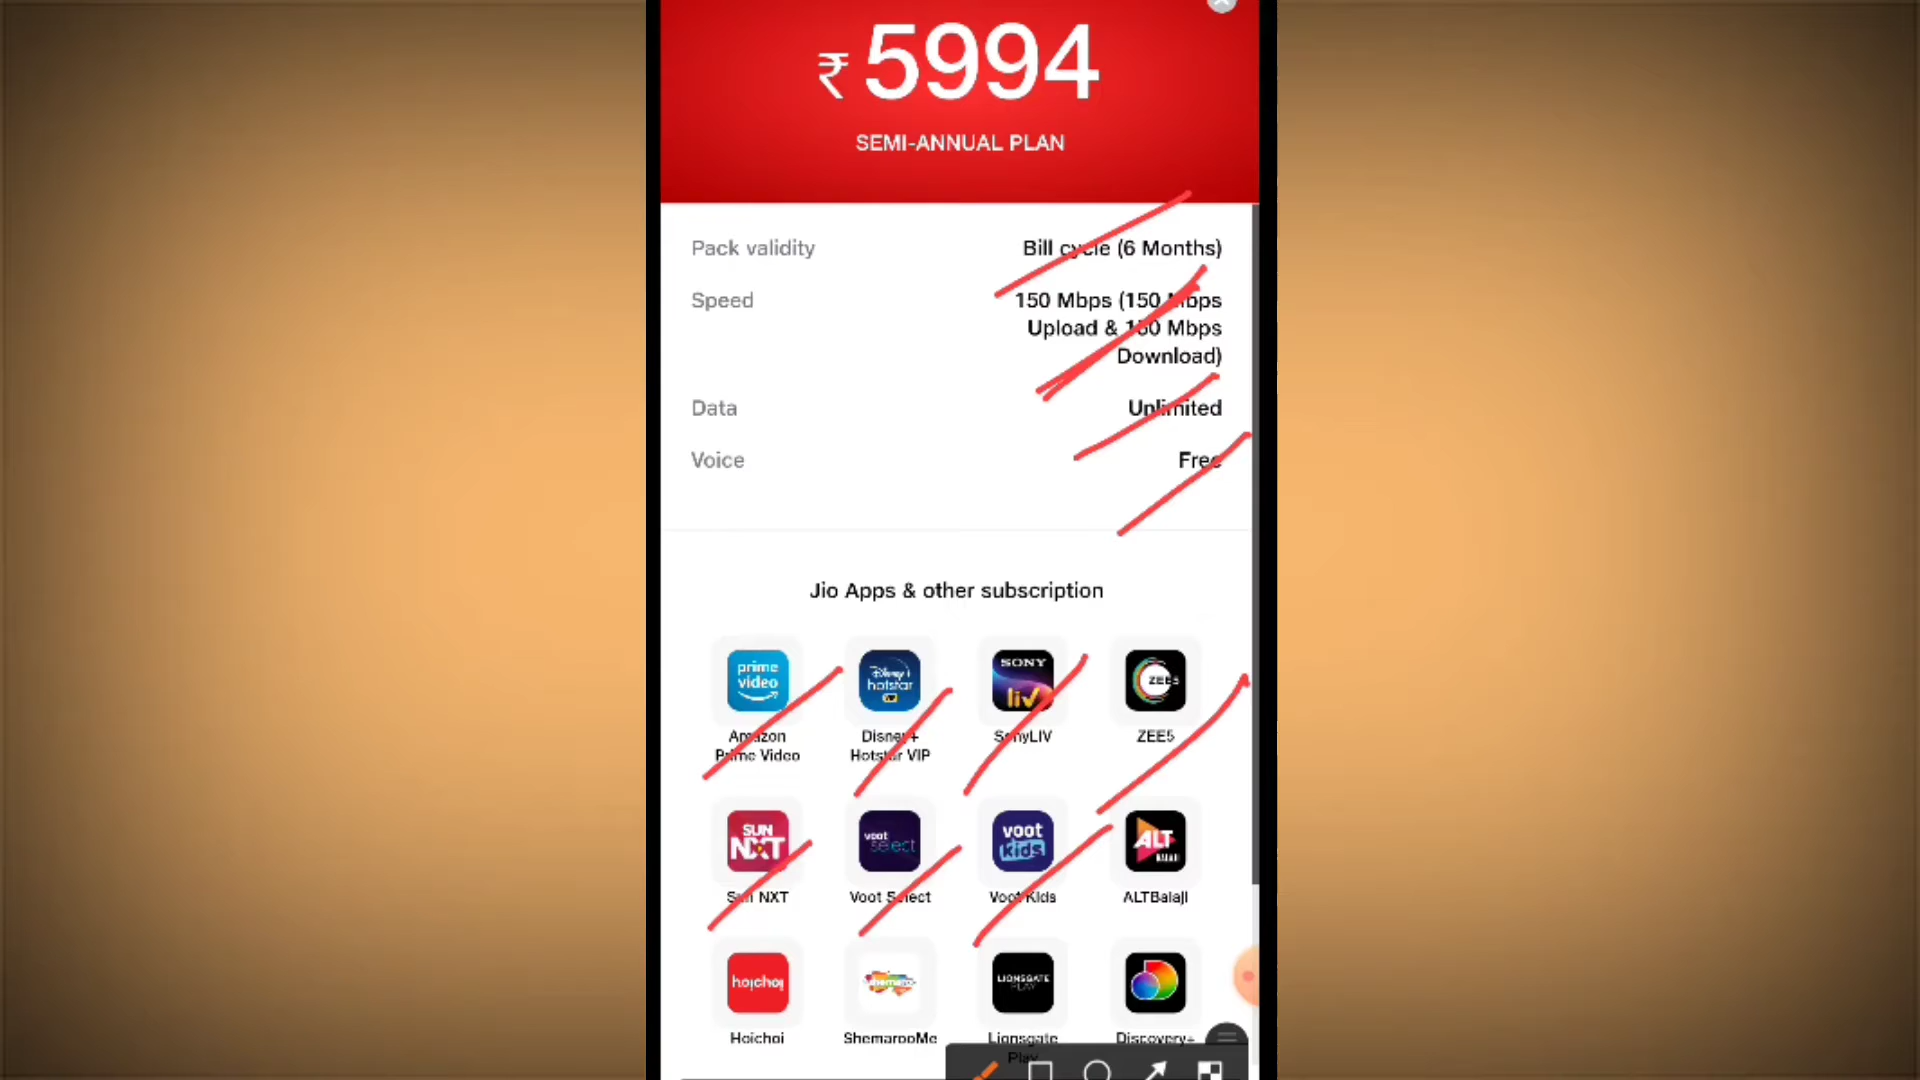 ₹ 5994
SEMI-ANNUAL PLAN
Pack validity
Bill cycle (6 Months)
Speed
150 Mbps (150 Mbps
Upload & 150 Mbps
Download)
Data
Unlimited
Voice
Free
Jio Apps & other subscription
prime
video
Disney+
hotstar
SONY
liv
ZEE5
Amazon
Prime Video
Disney+
Hotstar VIP
SonyLIV
ZEE5
SUN
NXT
voot
select
voot
kids
ALT
BALAJI
Sun NXT
Voot Select
Voot Kids
ALTBalaji
hoichoi
shemaroo
LIONSGATE
PLAY
Hoichoi
ShemarooMe
Lionsgate
Play
Discovery+